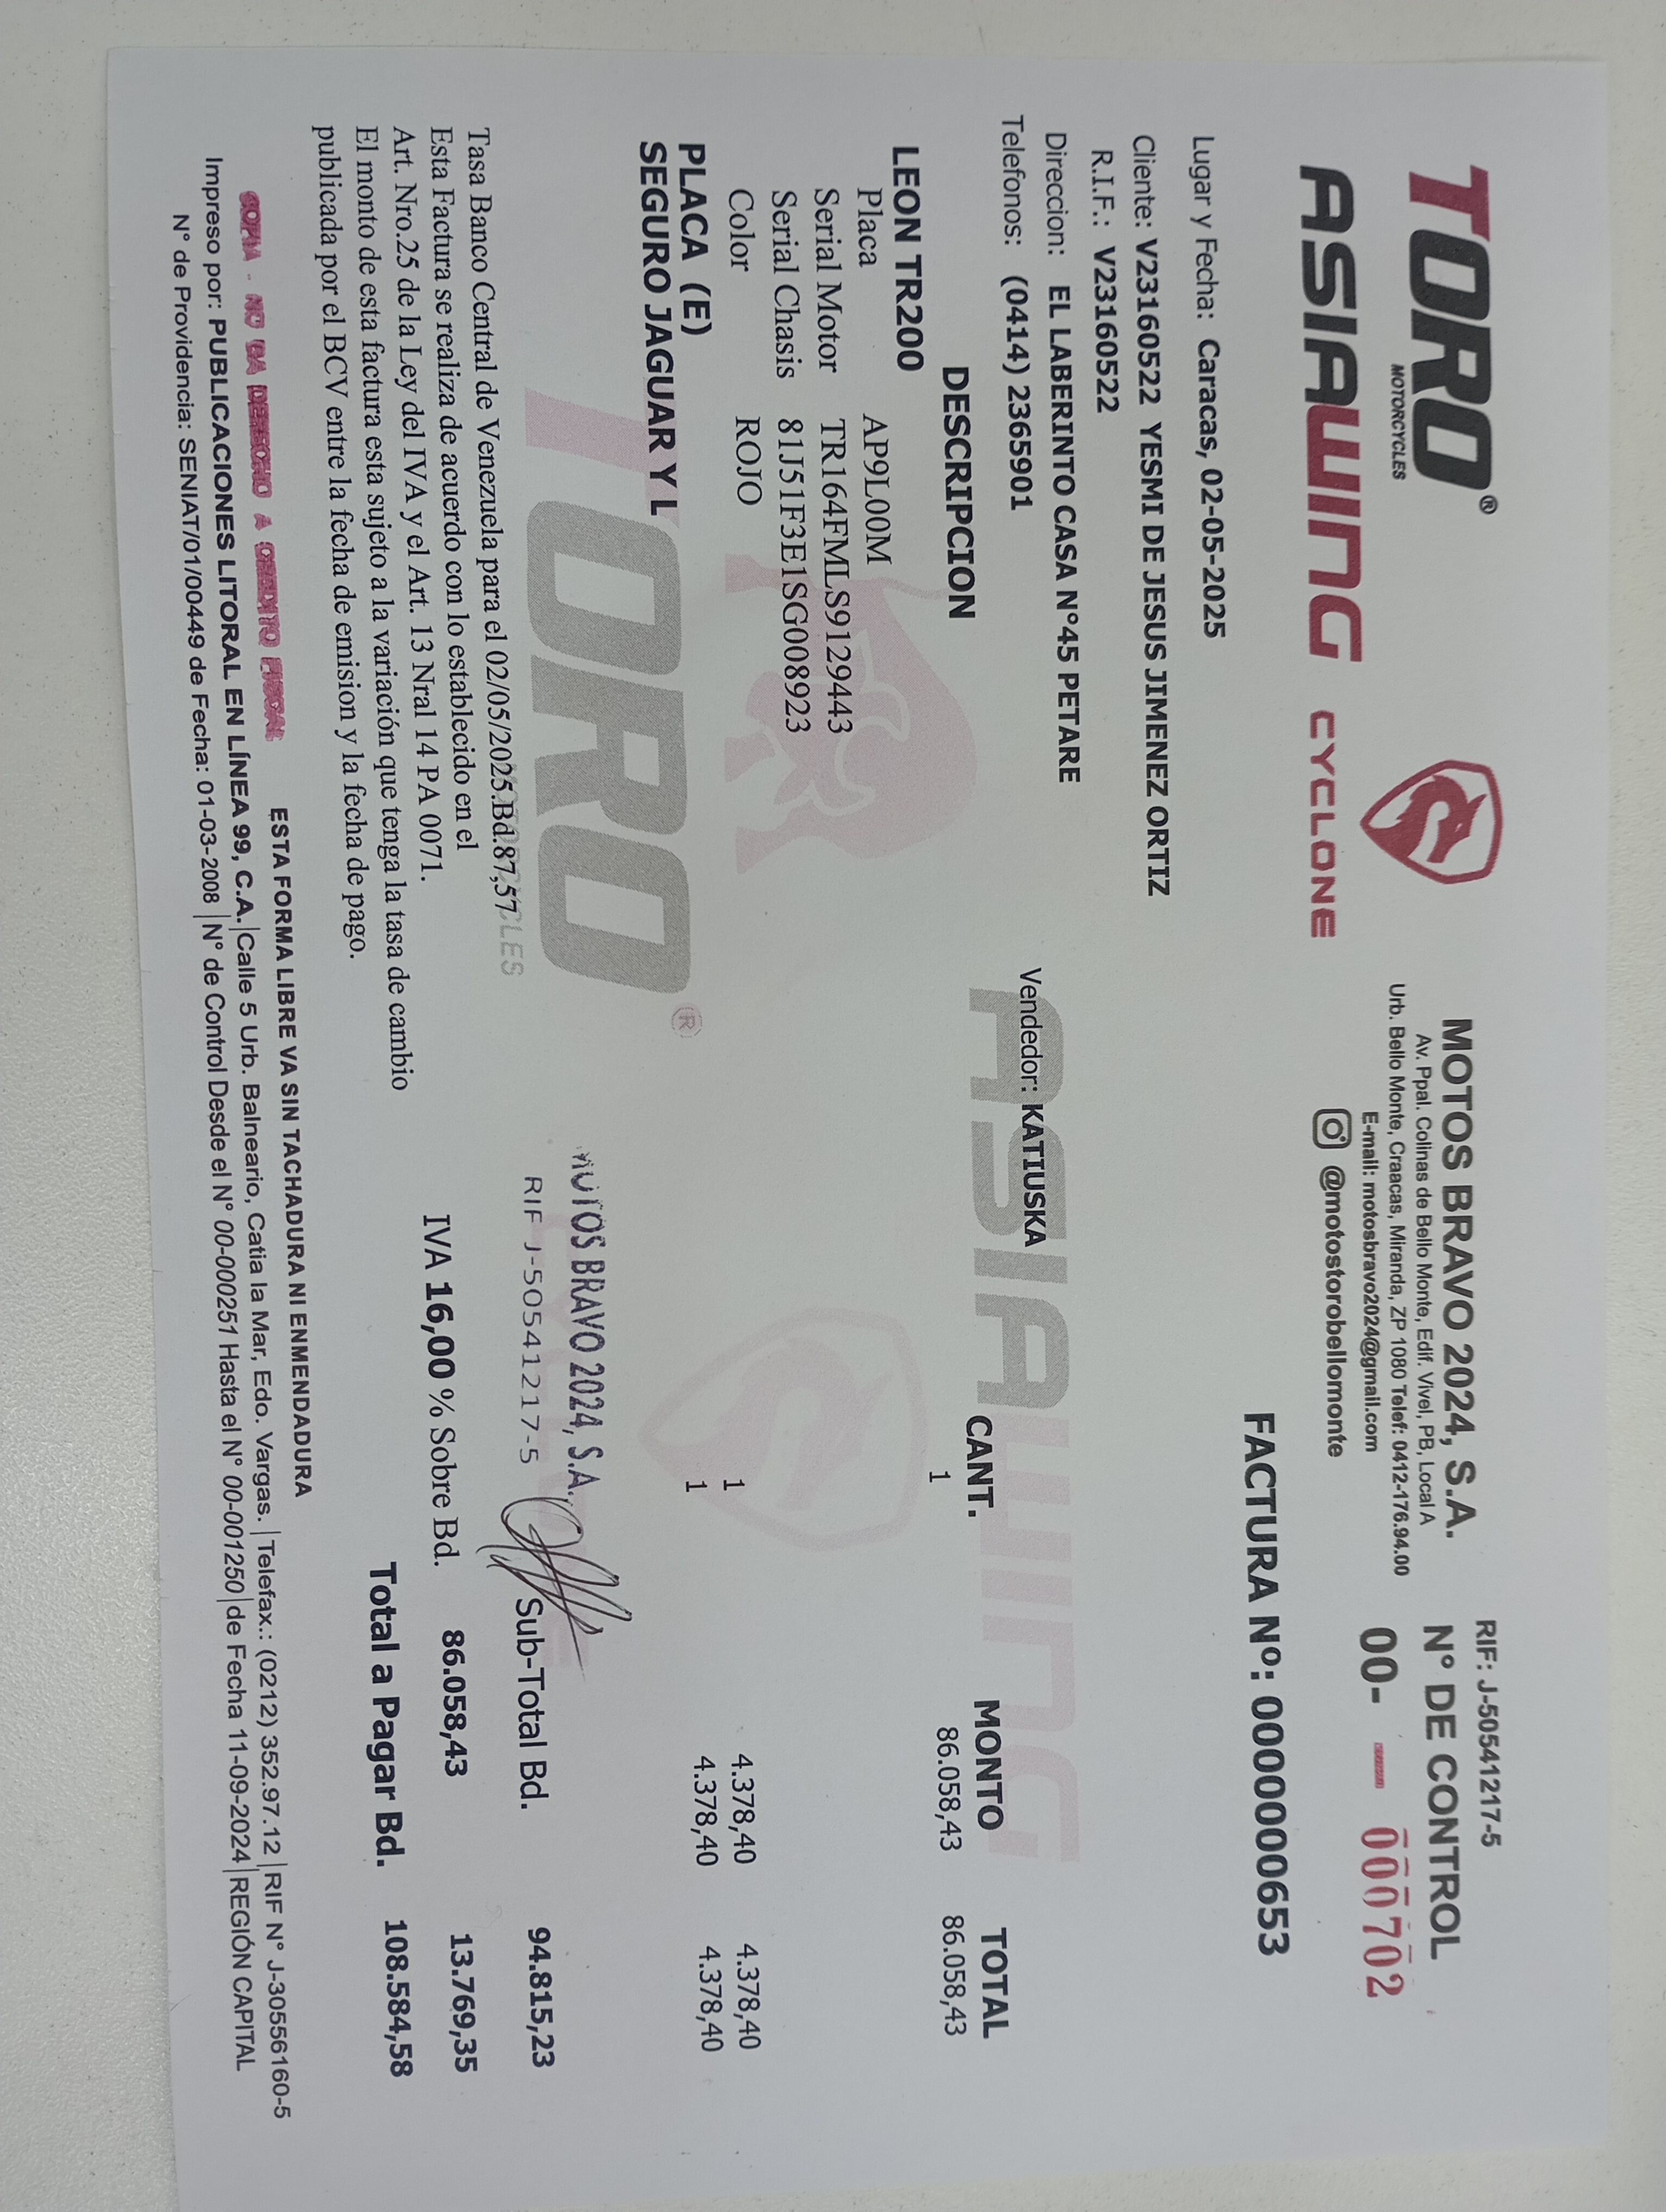 TORO®
MOTORCYCLES
ASIAWING CYCLONE
MOTOS BRAVO 2024, S.A.
Av. Ppal. Colinas de Bello Monte, Edif. Vivel, PB, Local A
Urb. Bello Monte, Craacas, Miranda, ZP 1080 Telef: 0412-176.94.00
E-mail: motosbravo2024@gmail.com
@motostorobellomonte
RIF: J-50541217-5
N° DE CONTROL
00- 000702
FACTURA Nº: 0000000653
Lugar y Fecha: Caracas, 02-05-2025
Cliente: V23160522 YESMI DE JESUS JIMENEZ ORTIZ
R.I.F.: V23160522
Direccion: EL LABERINTO CASA N°45 PETARE
Telefonos: (0414) 2365901
Vendedor: KATIUSKA
DESCRIPCION CANT. MONTO TOTAL
LEON TR200 1 86.058,43 86.058,43
Placa AP9L00M
Serial Motor TR164FMLS9129443
Serial Chasis 81J51F3E1SG008923
Color ROJO
PLACA (E) 1 4.378,40 4.378,40
SEGURO JAGUAR Y L 1 4.378,40 4.378,40
TORO®
MOTORCYCLES
ASIAWING
MOTOS BRAVO 2024, S.A.
RIF J-50541217-5
Sub-Total Bd. 94.815,23
IVA 16,00 % Sobre Bd. 86.058,43 13.769,35
Total a Pagar Bd. 108.584,58
Tasa Banco Central de Venezuela para el 02/05/2025.Bd.87,57
Esta Factura se realiza de acuerdo con lo establecido en el
Art. Nro.25 de la Ley del IVA y el Art. 13 Nral 14 PA 0071.
El monto de esta factura esta sujeto a la variación que tenga la tasa de cambio
publicada por el BCV entre la fecha de emision y la fecha de pago.
COPIA - NO DA DERECHO A CREDITO FISCAL
ESTA FORMA LIBRE VA SIN TACHADURA NI ENMENDADURA
Impreso por: PUBLICACIONES LITORAL EN LÍNEA 99, C.A. | Calle 5 Urb. Balneario, Catia la Mar, Edo. Vargas. | Telefax.: (0212) 352.97.12 | RIF N° J-30556160-5
N° de Providencia: SENIAT/01/00449 de Fecha: 01-03-2008 | N° de Control Desde el N° 00-000251 Hasta el N° 00-001250 | de Fecha 11-09-2024 | REGIÓN CAPITAL